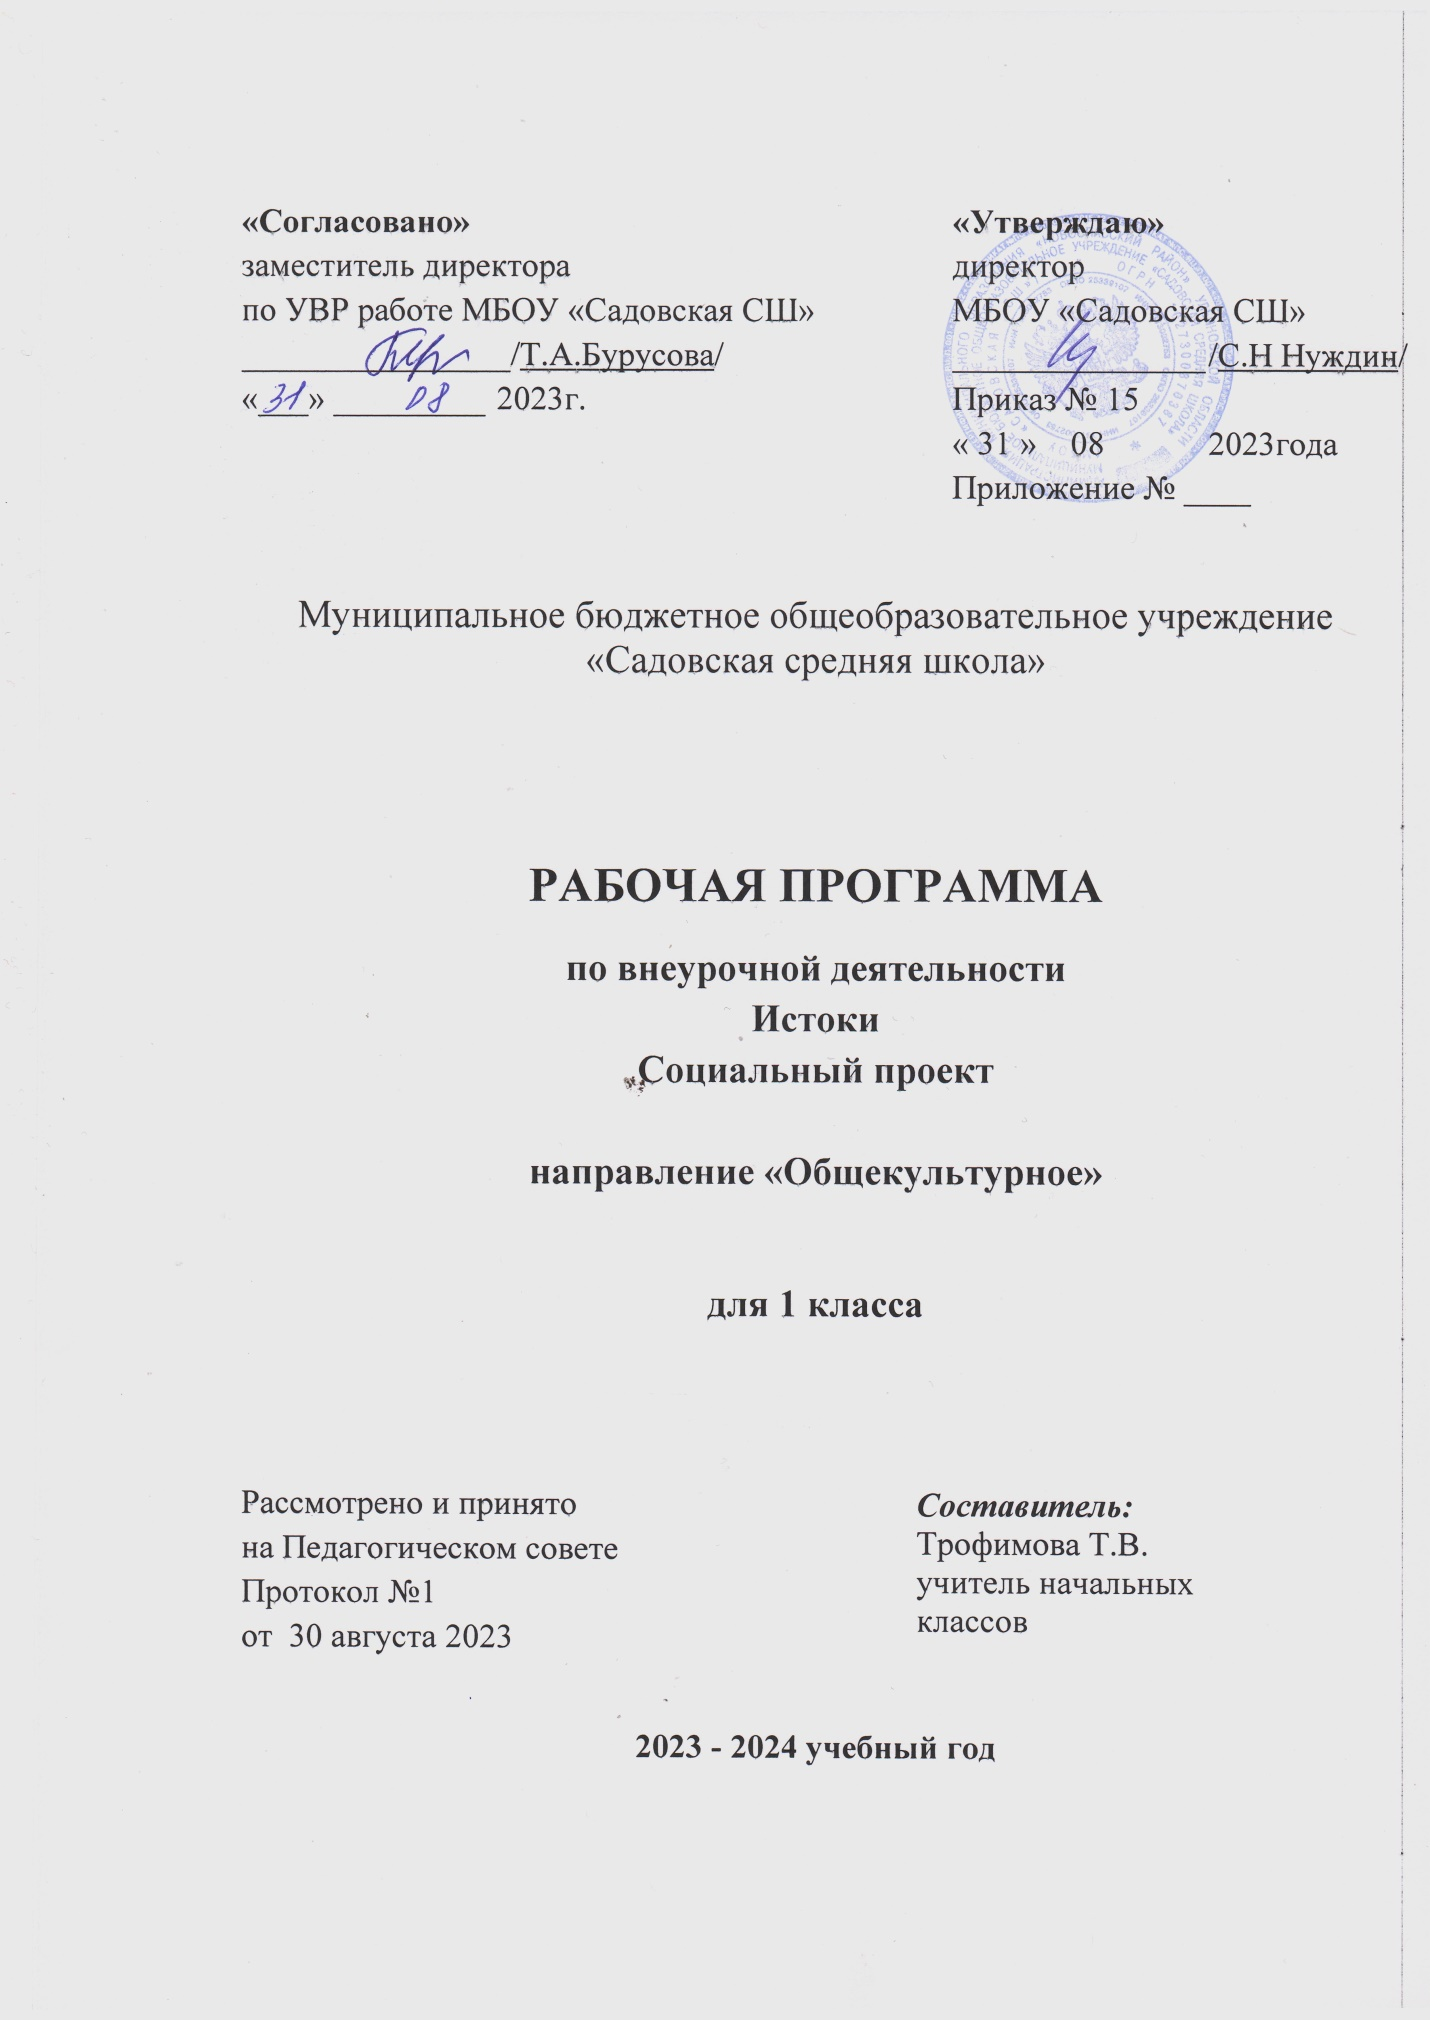 «Согласовано»
заместитель директора
по УВР работе МБОУ «Садовская СШ»
________________/Т.А.Бурусова/
«31» 08 2023г.
«Утверждаю»
директор
МБОУ «Садовская СШ»
_______________ /С.Н Нуждин/
Приказ № 15
« 31 » 08 2023года
Приложение № ____
Муниципальное бюджетное общеобразовательное учреждение
«Садовская средняя школа»
РАБОЧАЯ ПРОГРАММА
по внеурочной деятельности
Истоки
Социальный проект
направление «Общекультурное»
для 1 класса
Рассмотрено и принято
на Педагогическом совете
Протокол №1
от 30 августа 2023
Составитель:
Трофимова Т.В.
учитель начальных
классов
2023 - 2024 учебный год